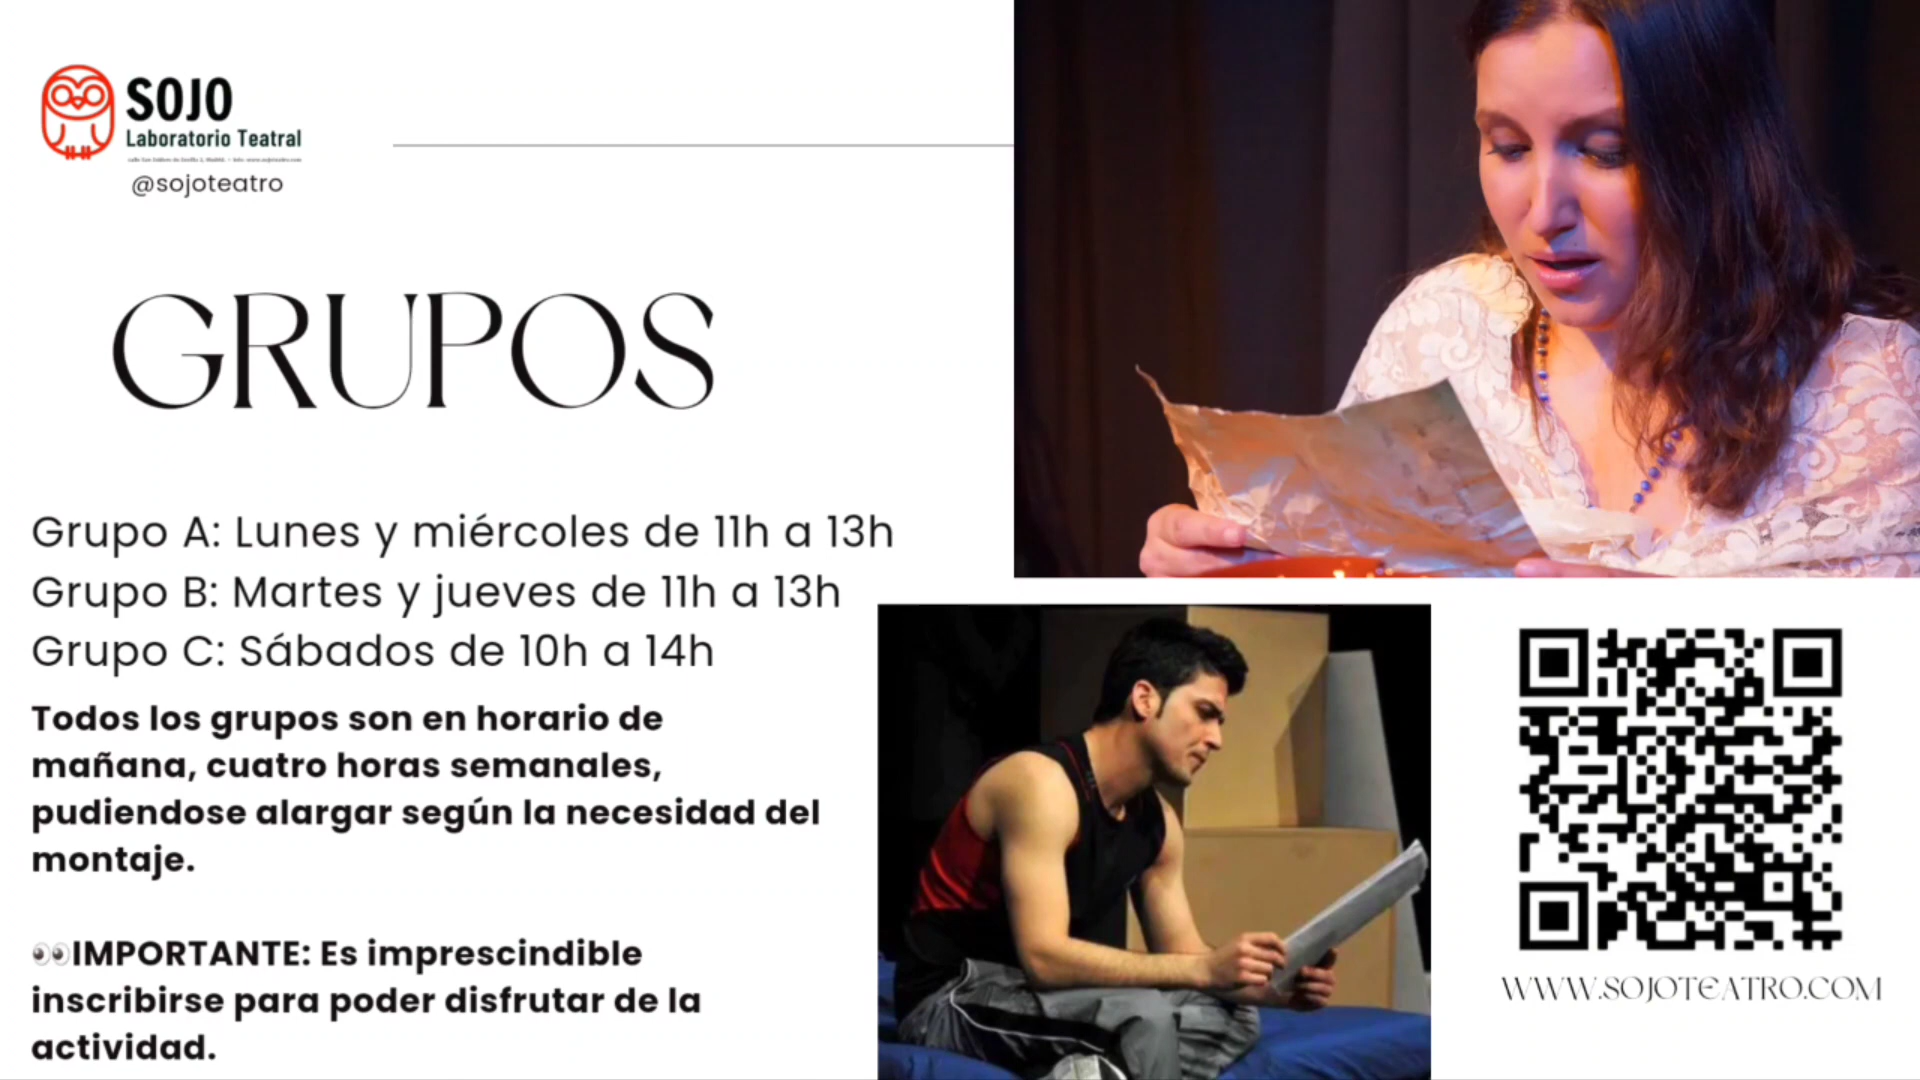 SOJO
Laboratorio Teatral
@sojoteatro
GRUPOS
Grupo A: Lunes y miércoles de 11h a 13h
Grupo B: Martes y jueves de 11h a 13h
Grupo C: Sábados de 10h a 14h
Todos los grupos son en horario de
mañana, cuatro horas semanales,
pudiendose alargar según la necesidad del
montaje.
👀IMPORTANTE: Es imprescindible
inscribirse para poder disfrutar de la
actividad.
WWW.SOJOTEATRO.COM